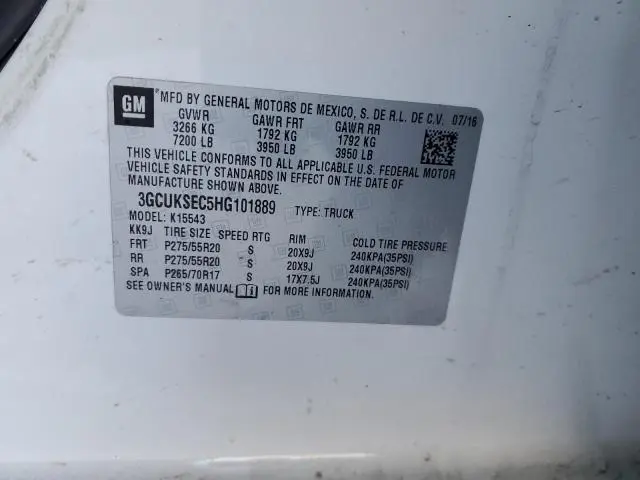 GM
*MFD BY GENERAL MOTORS DE MEXICO, S. DE R.L. DE C.V. 07/16
GVWR GAWR FRT GAWR RR
3266 KG 1792 KG 1792 KG
7200 LB 3950 LB 3950 LB
THIS VEHICLE CONFORMS TO ALL APPLICABLE U.S. FEDERAL MOTOR
VEHICLE SAFETY STANDARDS IN EFFECT ON THE DATE OF
MANUFACTURE SHOWN ABOVE.
3GCUKSEC5HG101889 TYPE: TRUCK
MODEL: K15543
KK9J TIRE SIZE SPEED RTG RIM COLD TIRE PRESSURE
FRT P275/55R20 S 20X9J 240KPA(35PSI)
RR P275/55R20 S 20X9J 240KPA(35PSI)
SPA P265/70R17 S 17X7.5J 240KPA(35PSI)
SEE OWNER'S MANUAL FOR MORE INFORMATION.